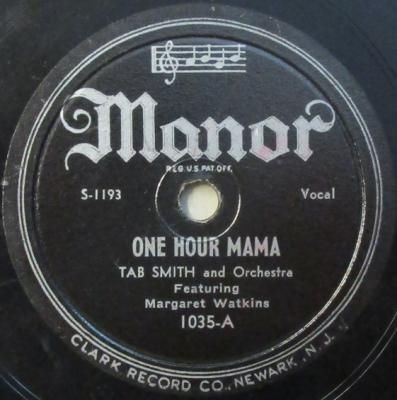 Manor
REG. U.S. PAT. OFF.
S-1193 Vocal
ONE HOUR MAMA
TAB SMITH and Orchestra
Featuring
Margaret Watkins
1035-A
CLARK RECORD CO., NEWARK, N. J.